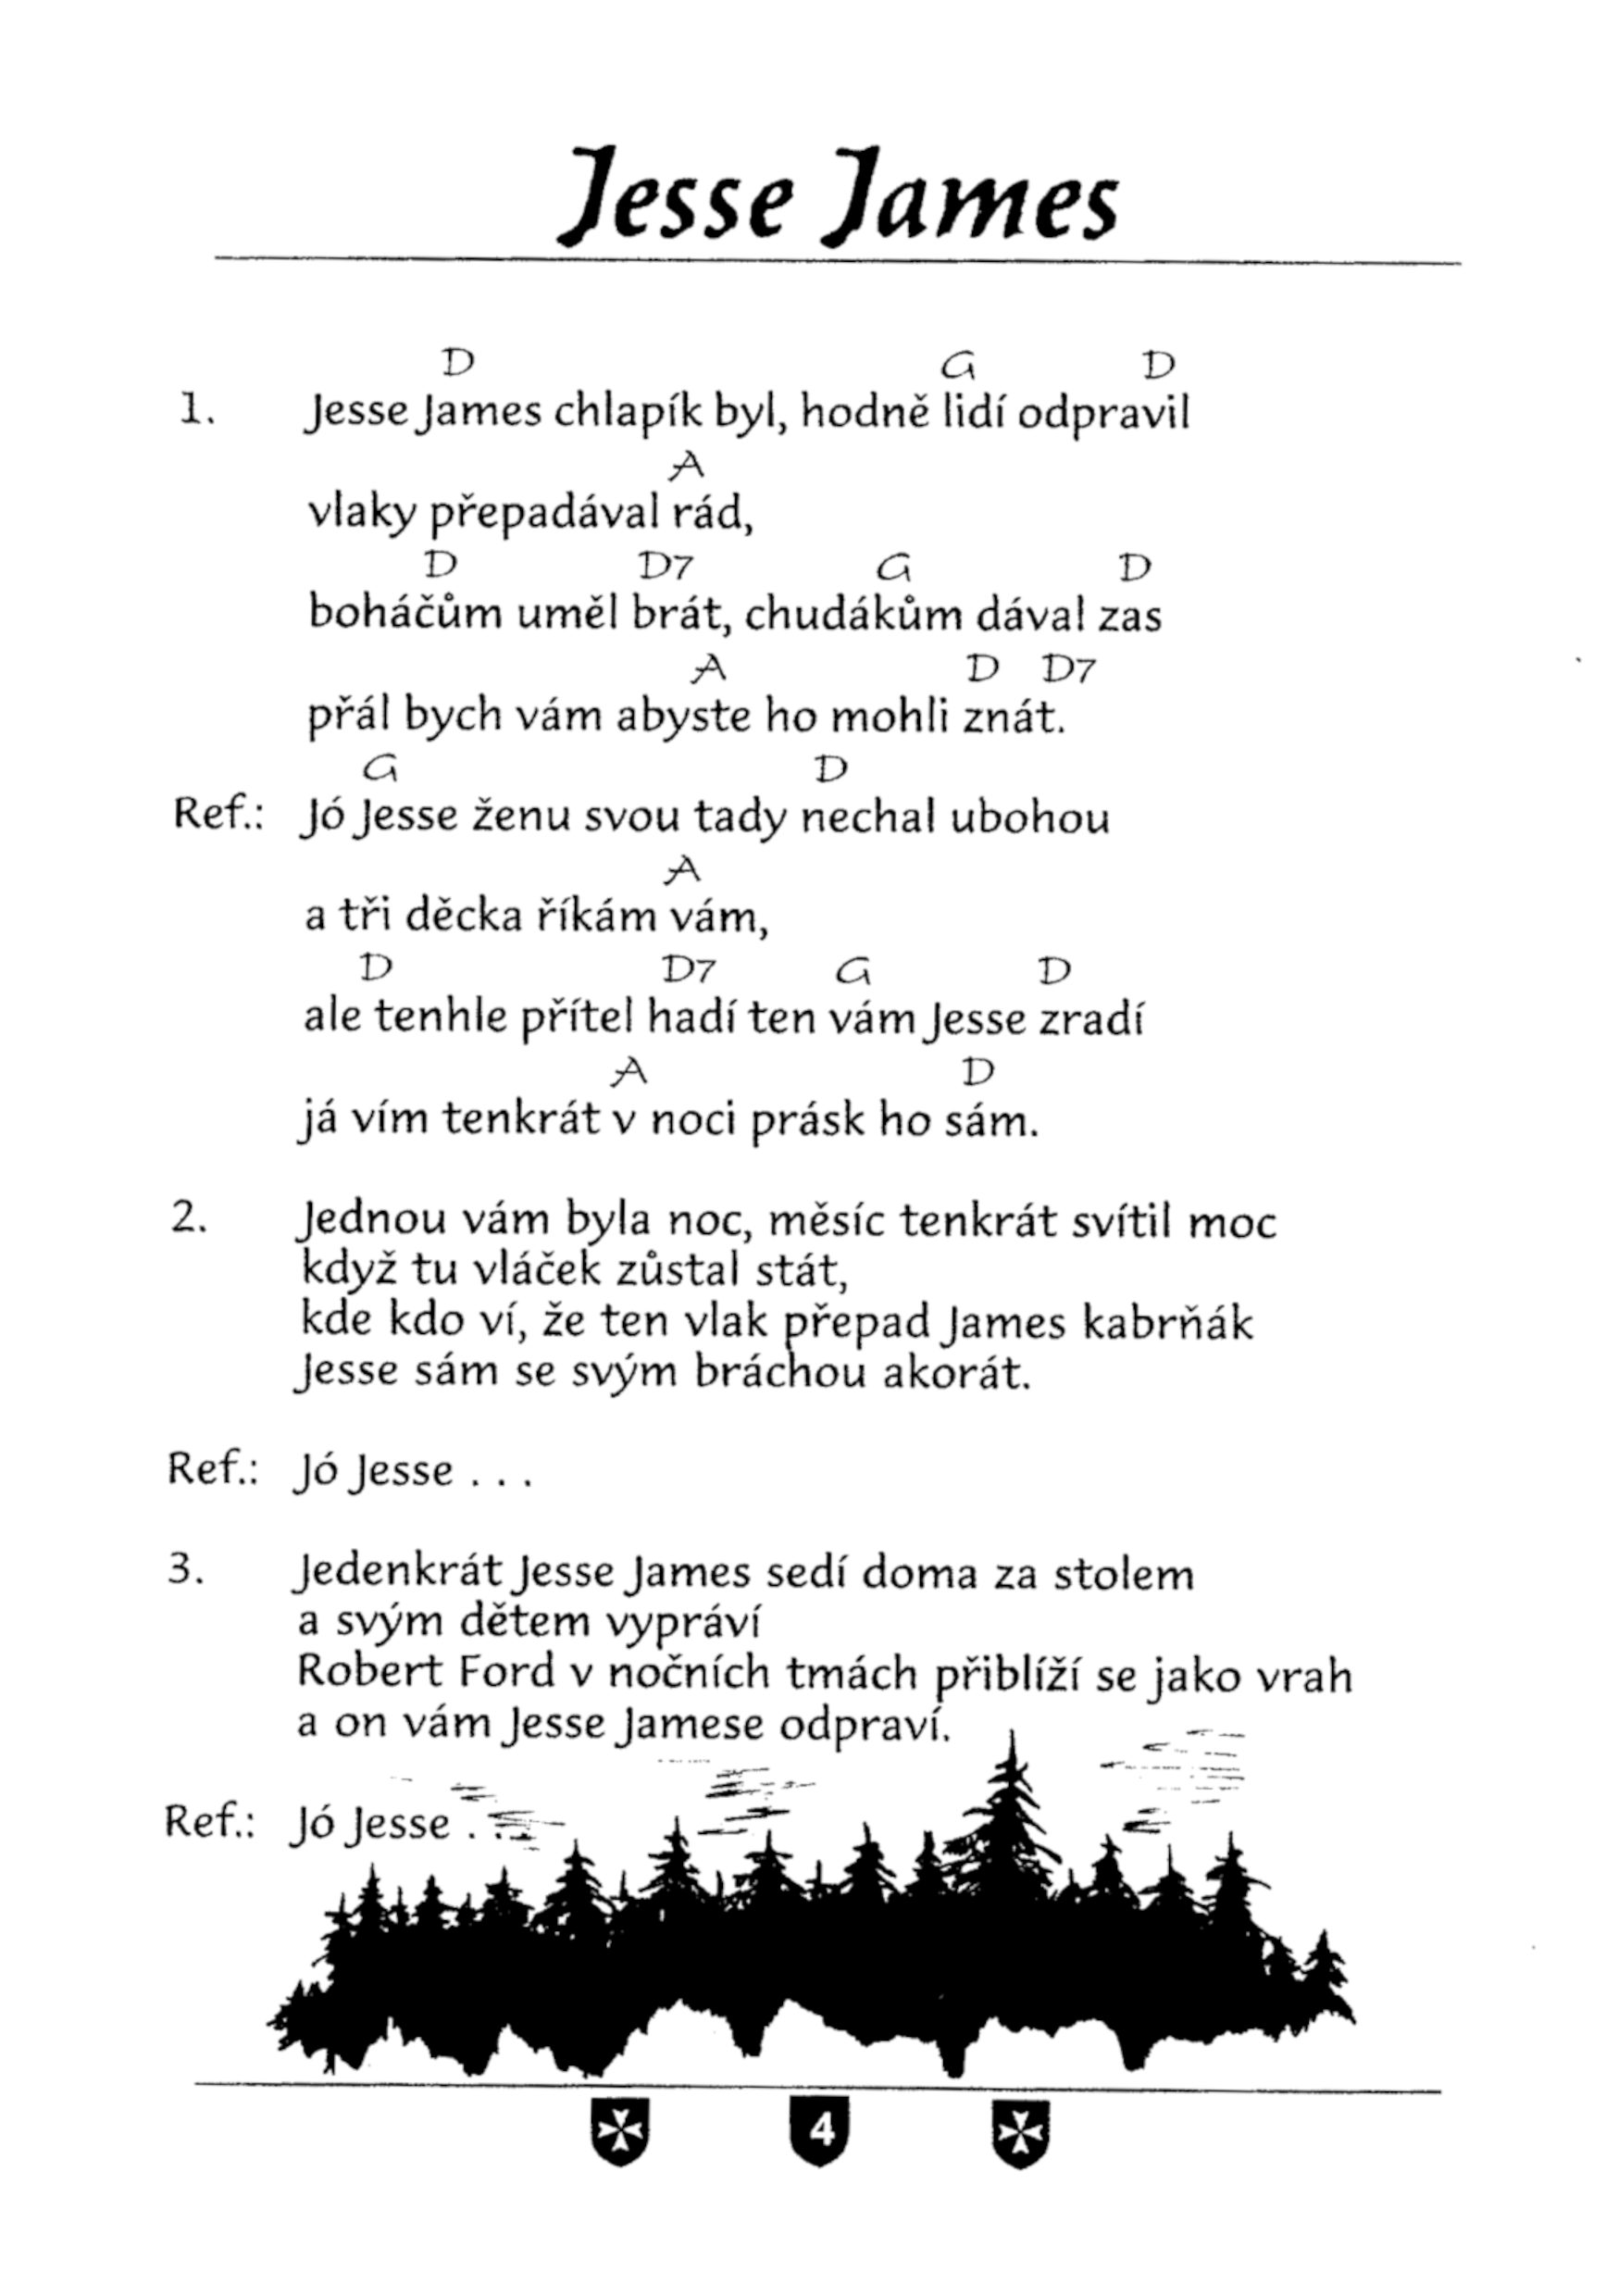 Jesse James
D G D
1. Jesse James chlapík byl, hodně lidí odpravil
A
vlaky přepadával rád,
D D7 G D
boháčům uměl brát, chudákům dával zas
A D D7
přál bych vám abyste ho mohli znát.
G D
Ref.: Jó Jesse ženu svou tady nechal ubohou
A
a tři děcka říkám vám,
D D7 G D
ale tenhle přítel hadí ten vám Jesse zradí
A D
já vím tenkrát v noci prásk ho sám.
2. Jednou vám byla noc, měsíc tenkrát svítil moc
když tu vláček zůstal stát,
kde kdo ví, že ten vlak přepad James kabrňák
Jesse sám se svým bráchou akorát.
Ref.: Jó Jesse . . .
3. Jedenkrát Jesse James sedí doma za stolem
a svým dětem vypráví
Robert Ford v nočních tmách přiblíží se jako vrah
a on vám Jesse Jamese odpraví.
Ref.: Jó Jesse . . .
4